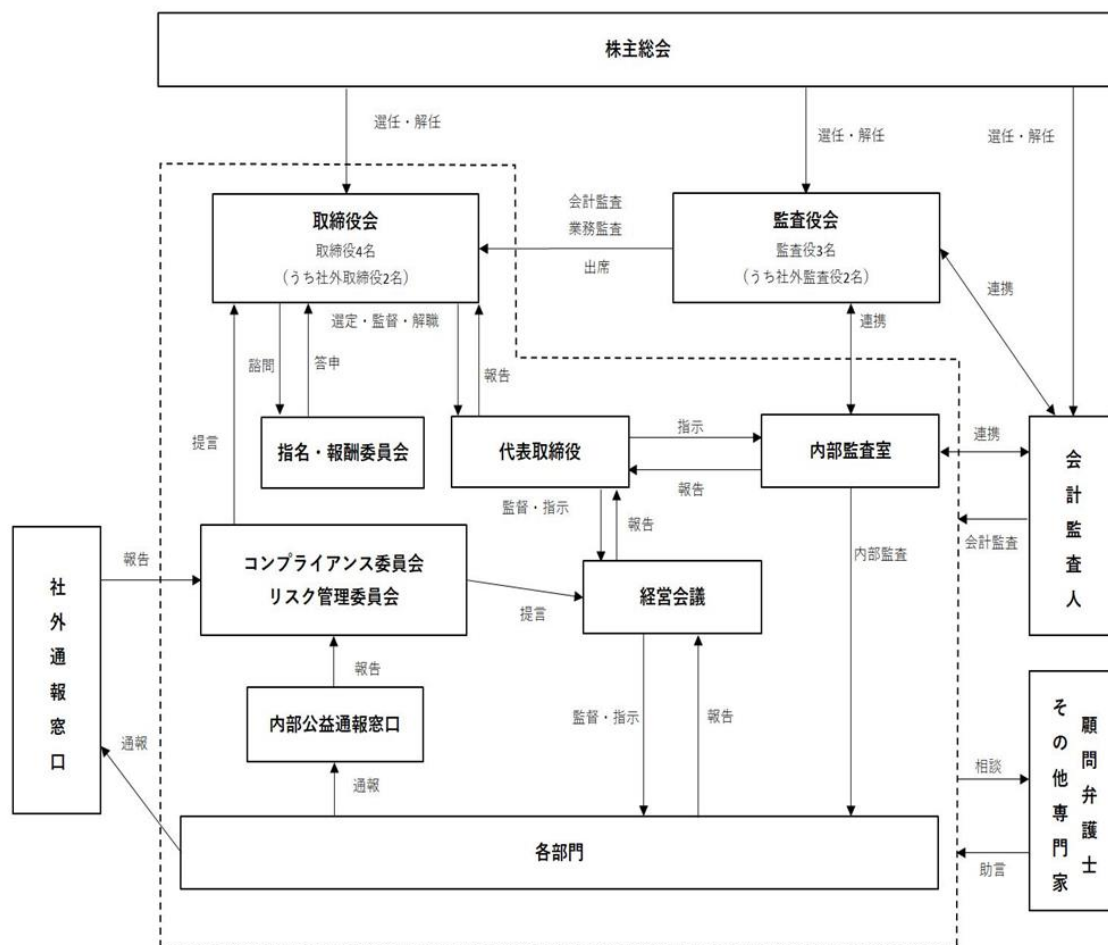 株主総会
選任・解任
選任・解任
選任・解任
取締役会
取締役4名
（うち社外取締役2名）
会計監査
業務監査
出席
監査役会
監査役3名
（うち社外監査役2名）
連携
連携
諮問
答申
選定・監督・解職
報告
提言
指名・報酬委員会
代表取締役
指示
報告
内部監査室
連携
会計監査人
会計監査
監督・指示
報告
内部監査
社外通報窓口
報告
コンプライアンス委員会
リスク管理委員会
提言
経営会議
報告
内部公益通報窓口
監督・指示
報告
通報
通報
相談
助言
顧問弁護士
その他専門家
各部門